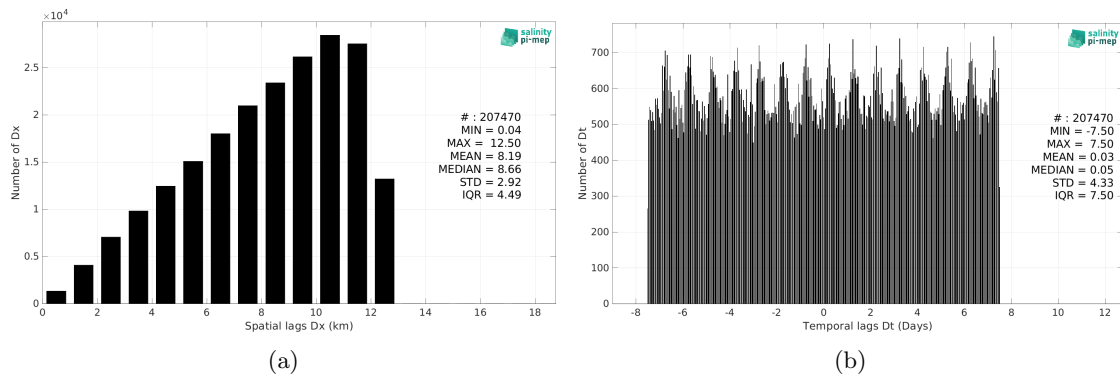 ×10⁴
2.5
2
1.5
1
0.5
0
0 2 4 6 8 10 12 14 16 18
Number of Dx
Spatial lags Dx (km)
salinity
pi-mep
# : 207470
MIN = 0.04
MAX = 12.50
MEAN = 8.19
MEDIAN = 8.66
STD = 2.92
IQR = 4.49
(a)
700
600
500
400
300
200
100
0
-8 -6 -4 -2 0 2 4 6 8 10 12
Number of Dt
Temporal lags Dt (Days)
salinity
pi-mep
# : 207470
MIN = -7.50
MAX = 7.50
MEAN = 0.03
MEDIAN = 0.05
STD = 4.33
IQR = 7.50
(b)